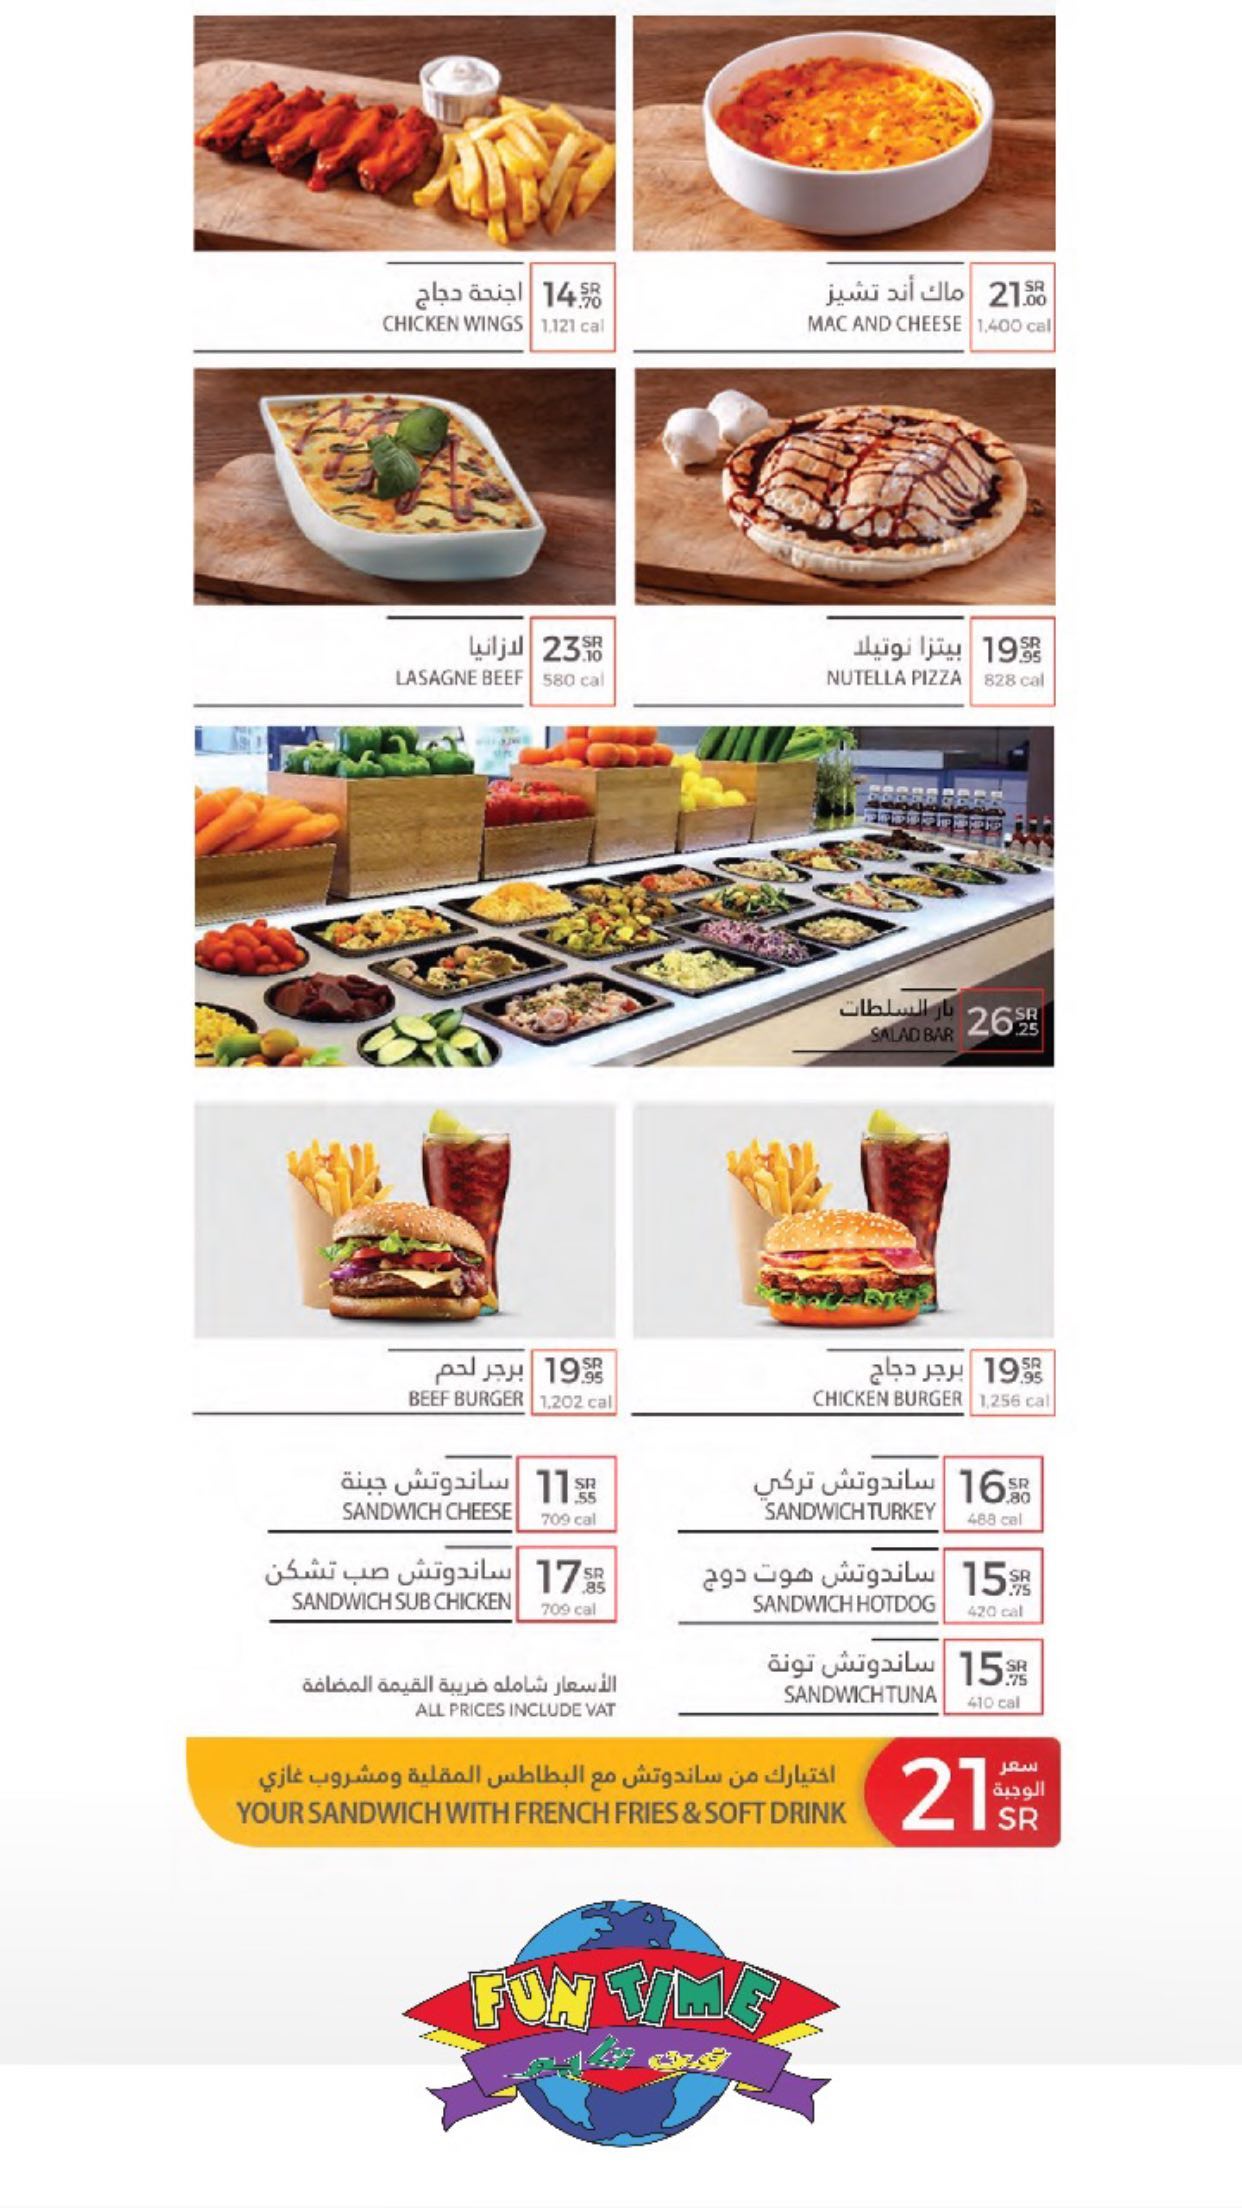 اجنحة دجاج
CHICKEN WINGS
14 SR .70
1,121 cal
ماك أند تشيز
MAC AND CHEESE
21 SR .00
1,400 cal
لازانيا
LASAGNE BEEF
23 SR .10
580 cal
بيتزا نوتيلا
NUTELLA PIZZA
19 SR .95
828 cal
بار السلطات
SALAD BAR
26 SR .25
برجر لحم
BEEF BURGER
19 SR .95
1,202 cal
برجر دجاج
CHICKEN BURGER
19 SR .95
1,256 cal
ساندوتش جبنة
SANDWICH CHEESE
11 SR .55
709 cal
ساندوتش تركي
SANDWICH TURKEY
16 SR .80
488 cal
ساندوتش صب تشكن
SANDWICH SUB CHICKEN
17 SR .85
709 cal
ساندوتش هوت دوج
SANDWICH HOTDOG
15 SR .75
420 cal
ساندوتش تونة
SANDWICH TUNA
15 SR .75
410 cal
الأسعار شامله ضريبة القيمة المضافة
ALL PRICES INCLUDE VAT
اختيارك من ساندوتش مع البطاطس المقلية ومشروب غازي
YOUR SANDWICH WITH FRENCH FRIES & SOFT DRINK
سعر
الوجبة
21 SR
FUN TIME
فن تايم